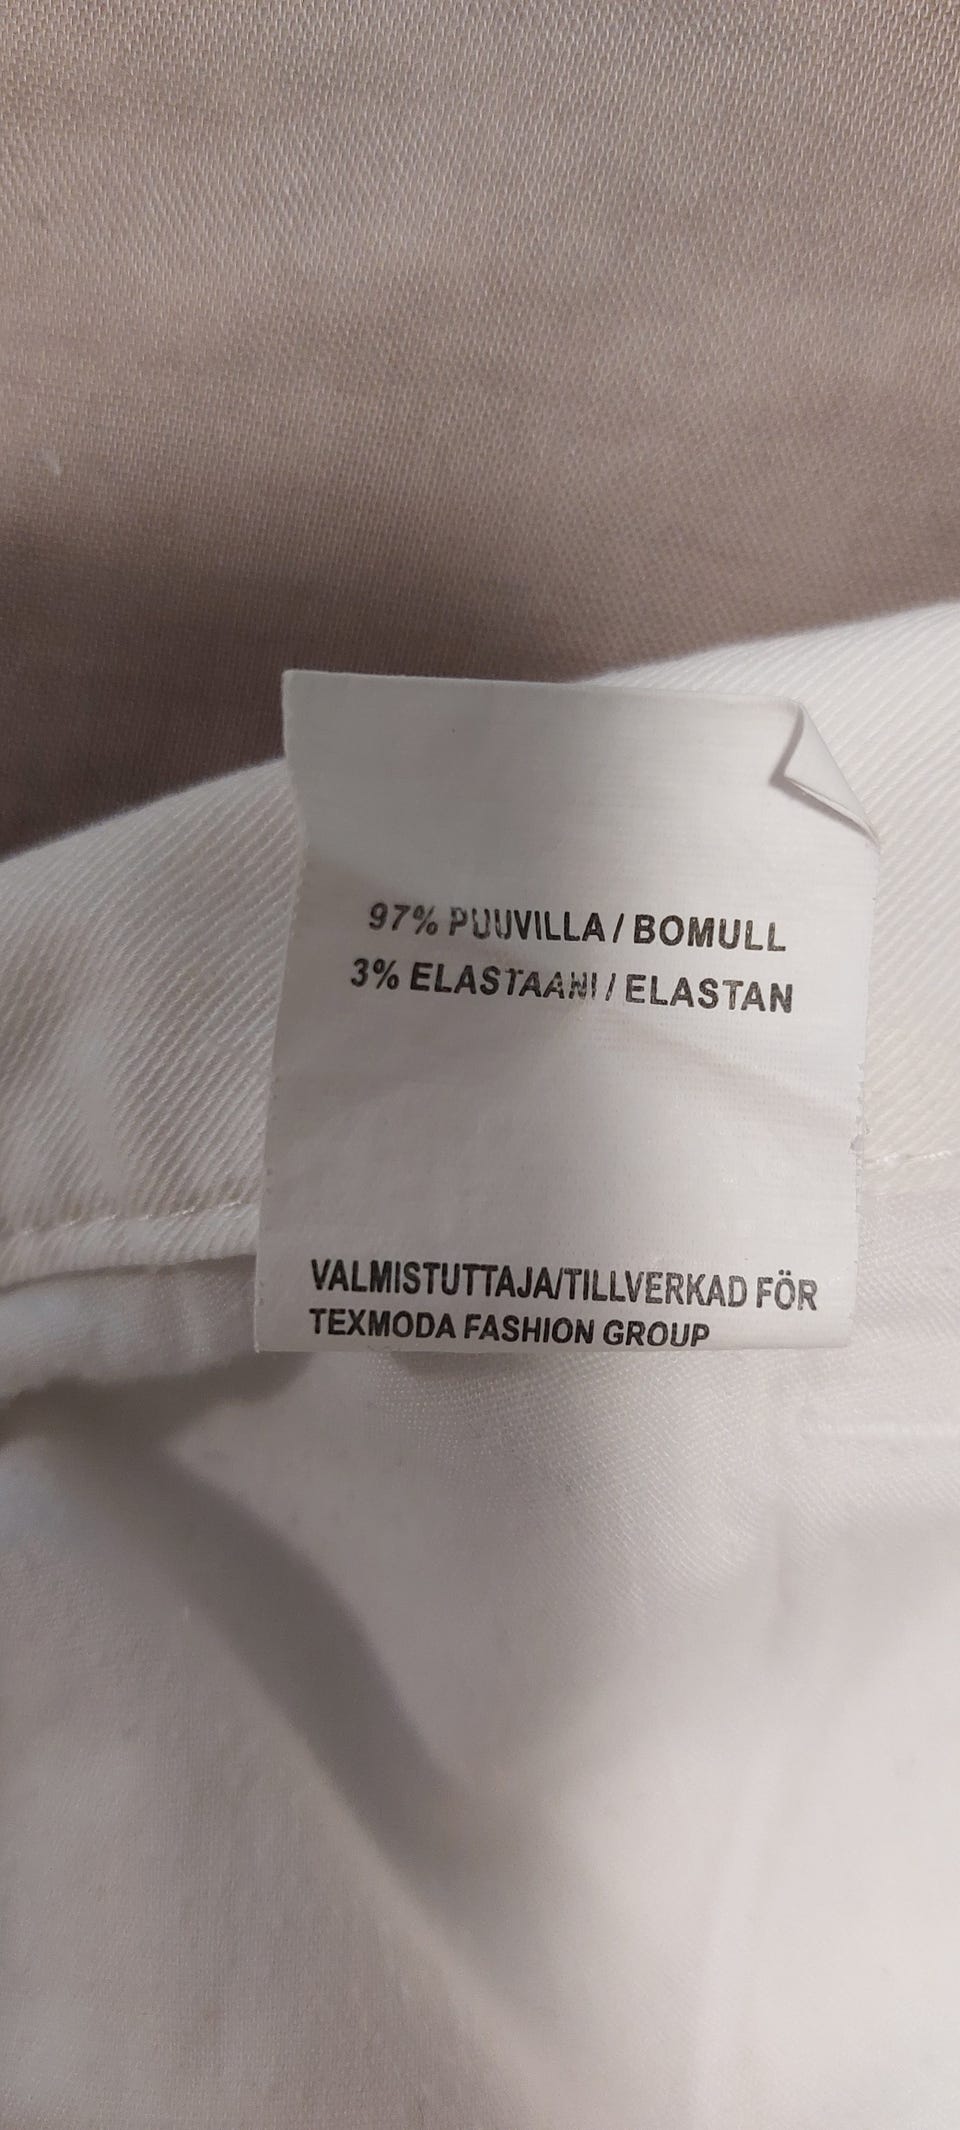 97% PUUVILLA / BOMULL
3% ELASTAANI / ELASTAN
VALMISTUTTAJA/TILLVERKAD FÖR
TEXMODA FASHION GROUP